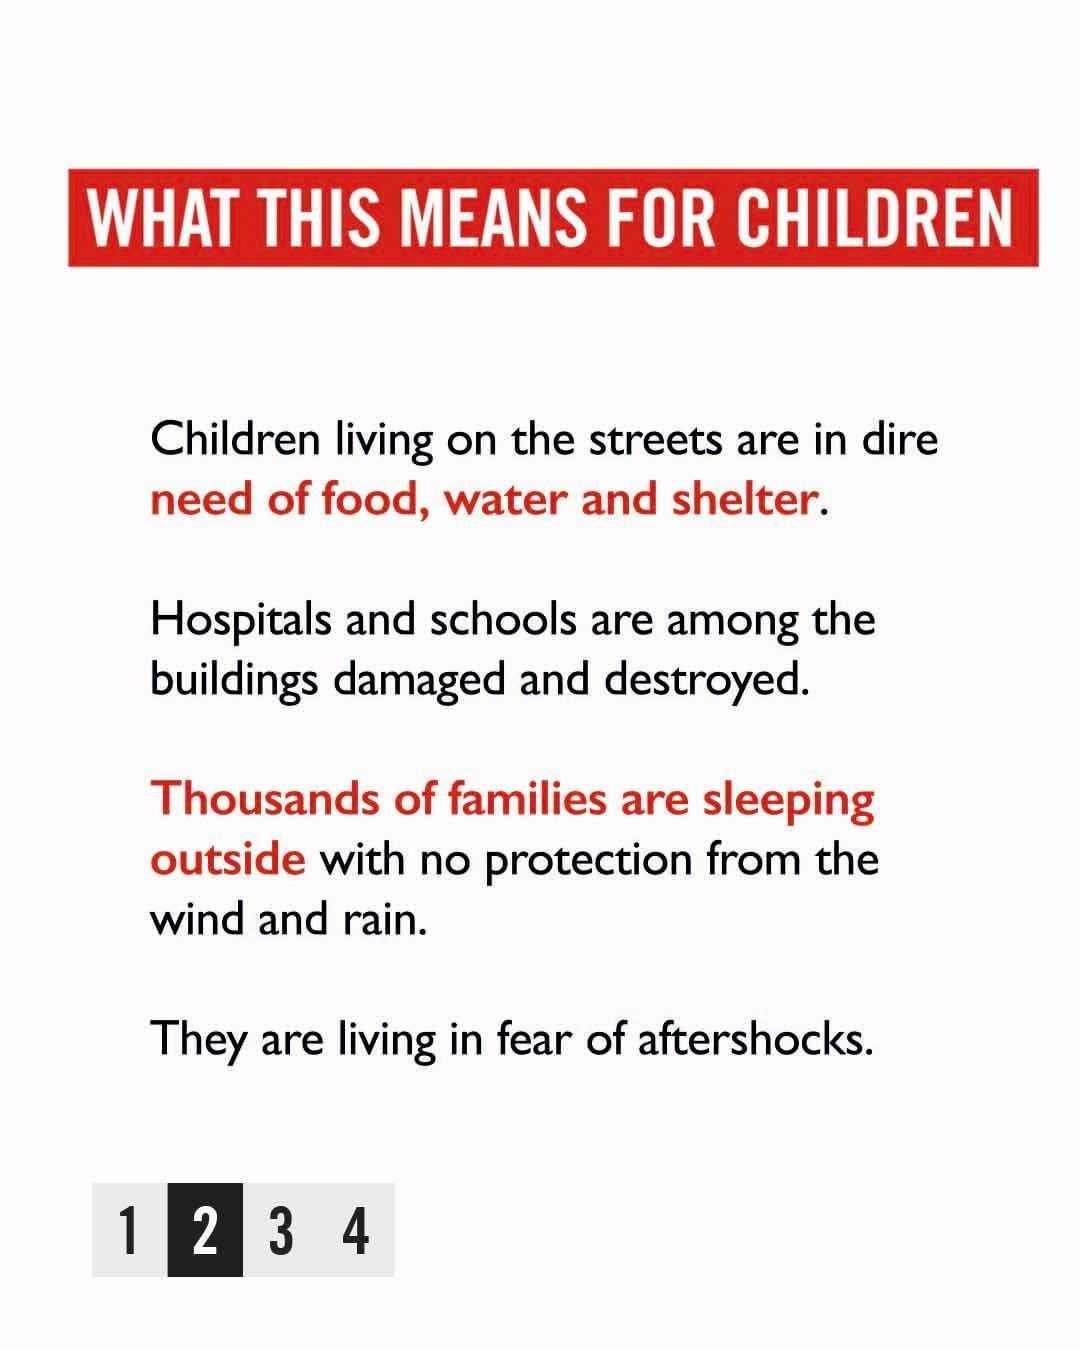 WHAT THIS MEANS FOR CHILDREN
Children living on the streets are in dire
need of food, water and shelter.
Hospitals and schools are among the
buildings damaged and destroyed.
Thousands of families are sleeping
outside with no protection from the
wind and rain.
They are living in fear of aftershocks.
1 2 3 4